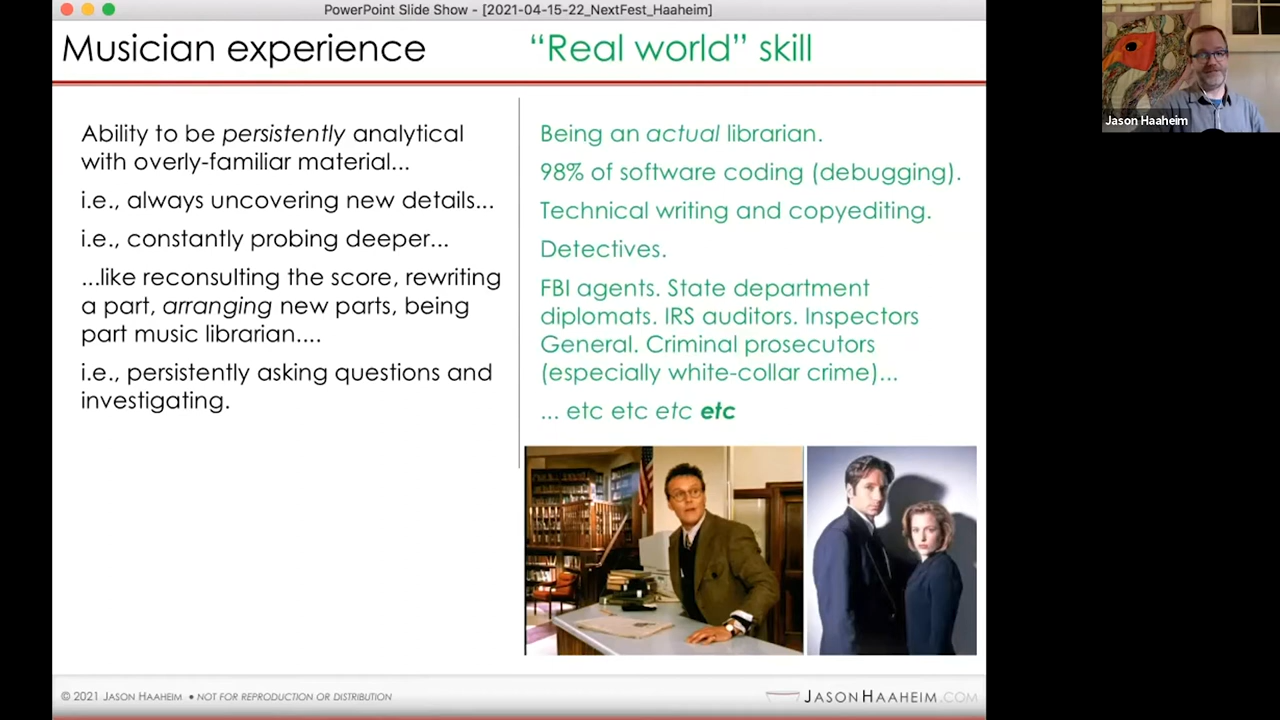 PowerPoint Slide Show - [2021-04-15-22_NextFest_Haaheim]
Musician experience
“Real world” skill
Ability to be persistently analytical
with overly-familiar material...
i.e., always uncovering new details...
i.e., constantly probing deeper...
...like reconsulting the score, rewriting
a part, arranging new parts, being
part music librarian....
i.e., persistently asking questions and
investigating.
Being an actual librarian.
98% of software coding (debugging).
Technical writing and copyediting.
Detectives.
FBI agents. State department
diplomats. IRS auditors. Inspectors
General. Criminal prosecutors
(especially white-collar crime)...
... etc etc etc etc
© 2021 JASON HAAHEIM • NOT FOR REPRODUCTION OR DISTRIBUTION
JASONHAAHEIM.COM
Jason Haaheim